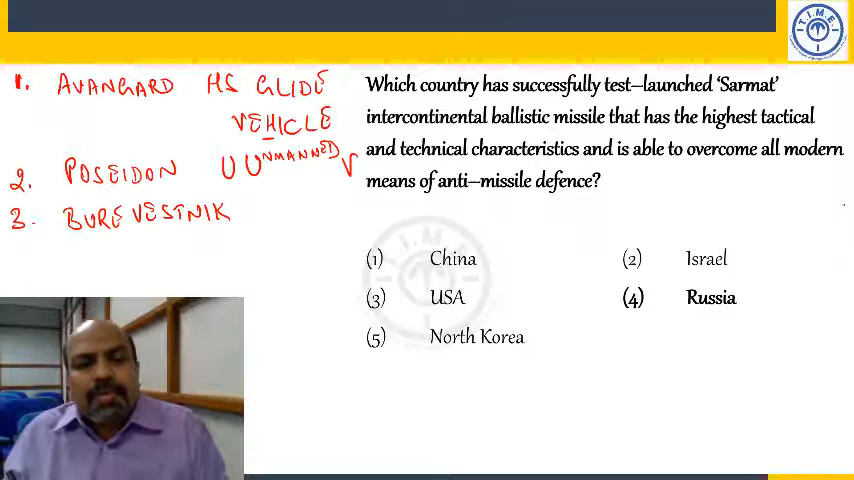 T.I.M.E.
1. AVANGARD HS GLIDE
VEHICLE
2. POSEIDON U UNMANNED V
3. BUREVESTNIK
Which country has successfully test–launched ‘Sarmat’
intercontinental ballistic missile that has the highest tactical
and technical characteristics and is able to overcome all modern
means of anti–missile defence?
(1) China (2) Israel
(3) USA (4) Russia
(5) North Korea